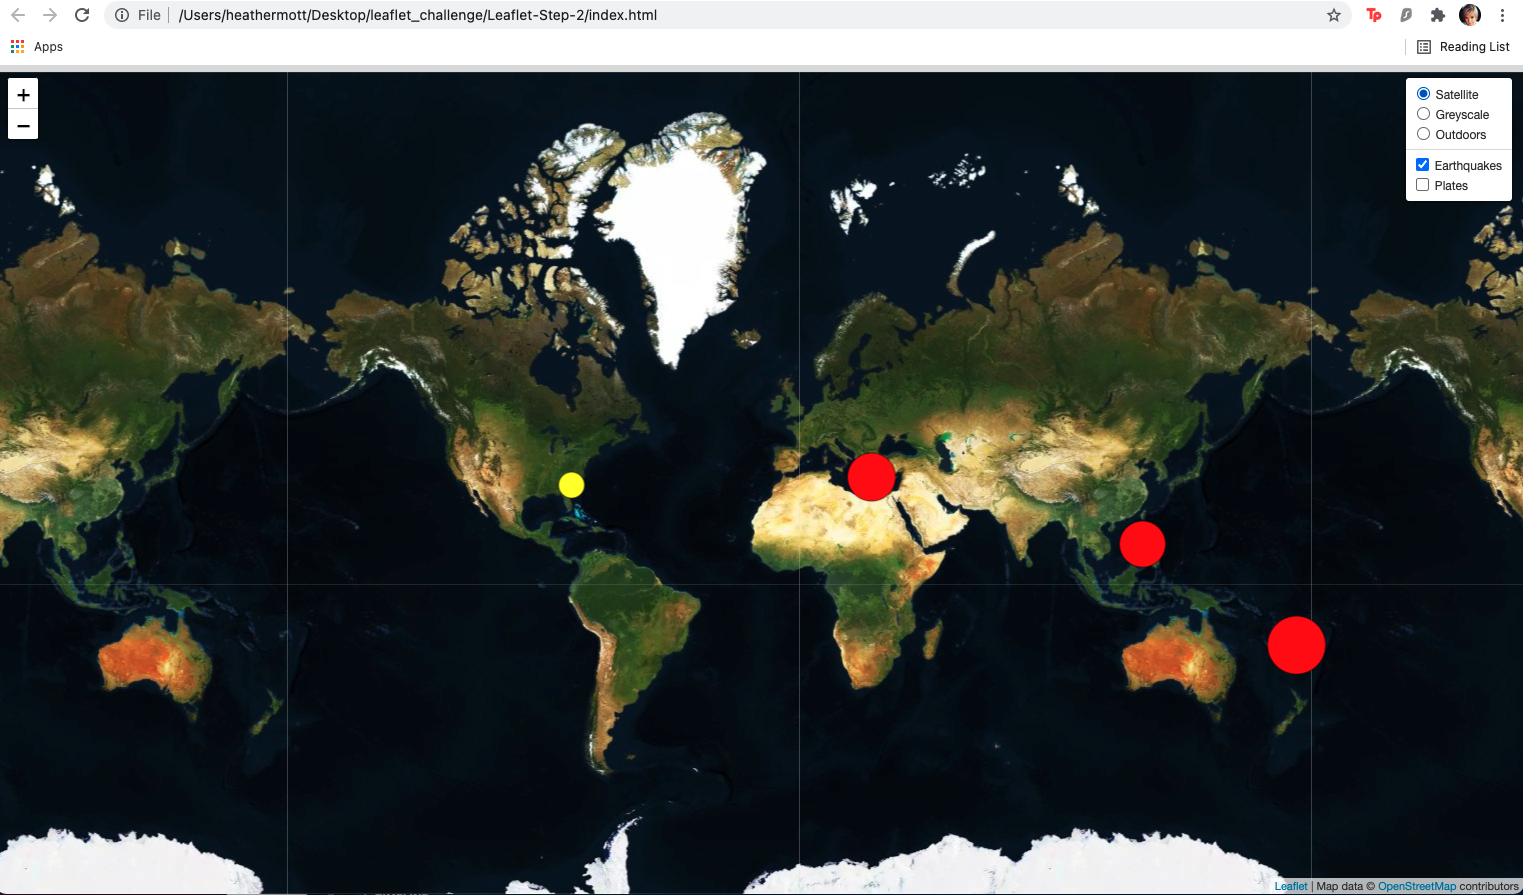 File | /Users/heathermott/Desktop/leaflet_challenge/Leaflet-Step-2/index.html
Apps
Reading List
+
−
Satellite
Greyscale
Outdoors
Earthquakes
Plates
Leaflet | Map data © OpenStreetMap contributors